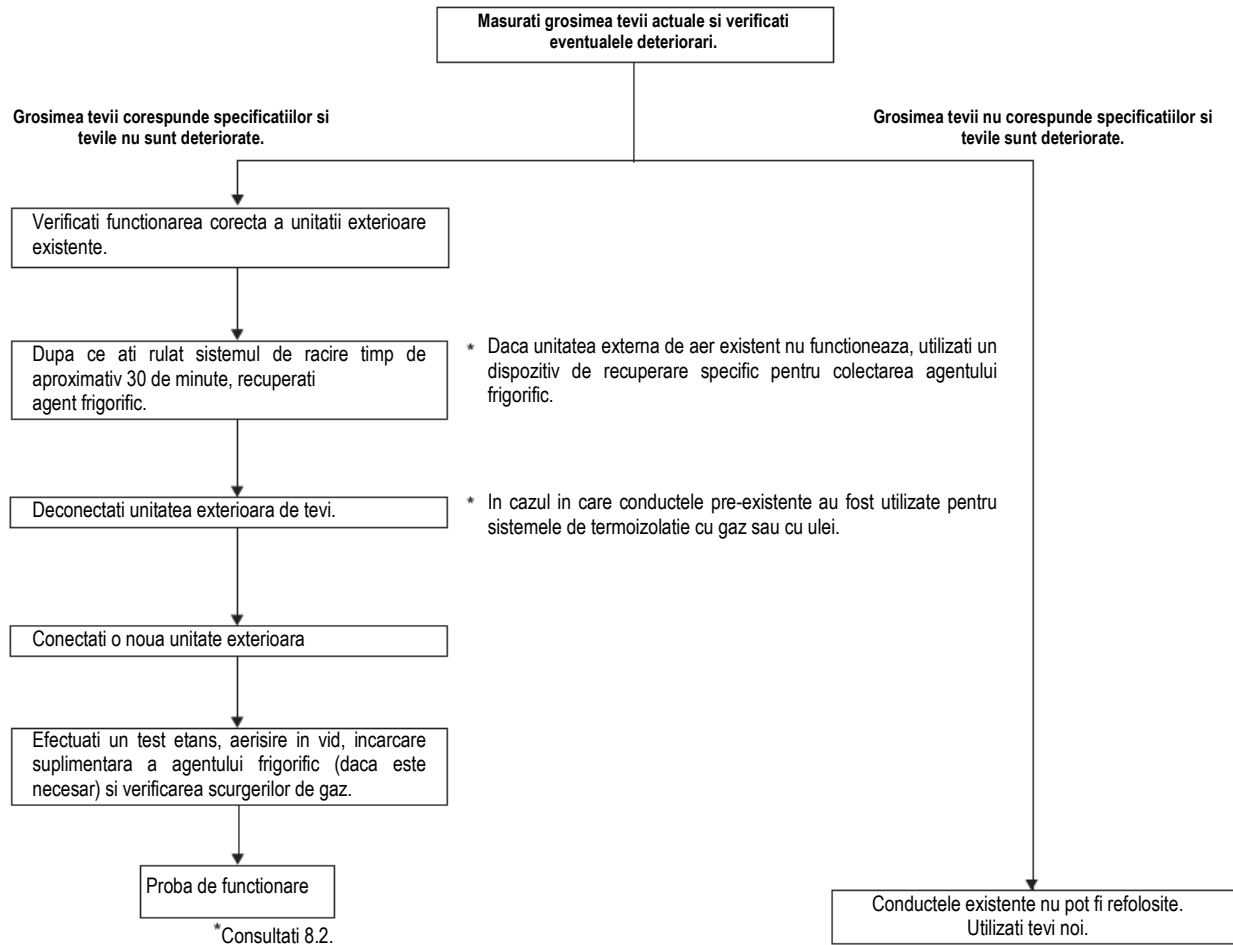 Masurati grosimea tevii actuale si verificati
eventualele deteriorari.
Grosimea tevii corespunde specificatiilor si
tevile nu sunt deteriorate.
Grosimea tevii nu corespunde specificatiilor si
tevile sunt deteriorate.
Verificati functionarea corecta a unitatii exterioare
existente.
Dupa ce ati rulat sistemul de racire timp de
aproximativ 30 de minute, recuperati
agent frigorific.
* Daca unitatea externa de aer existent nu functioneaza, utilizati un
dispozitiv de recuperare specific pentru colectarea agentului
frigorific.
Deconectati unitatea exterioara de tevi.
* In cazul in care conductele pre-existente au fost utilizate pentru
sistemele de termoizolatie cu gaz sau cu ulei.
Conectati o noua unitate exterioara
Efectuati un test etans, aerisire in vid, incarcare
suplimentara a agentului frigorific (daca este
necesar) si verificarea scurgerilor de gaz.
Proba de functionare
*Consultati 8.2.
Conductele existente nu pot fi refolosite.
Utilizati tevi noi.